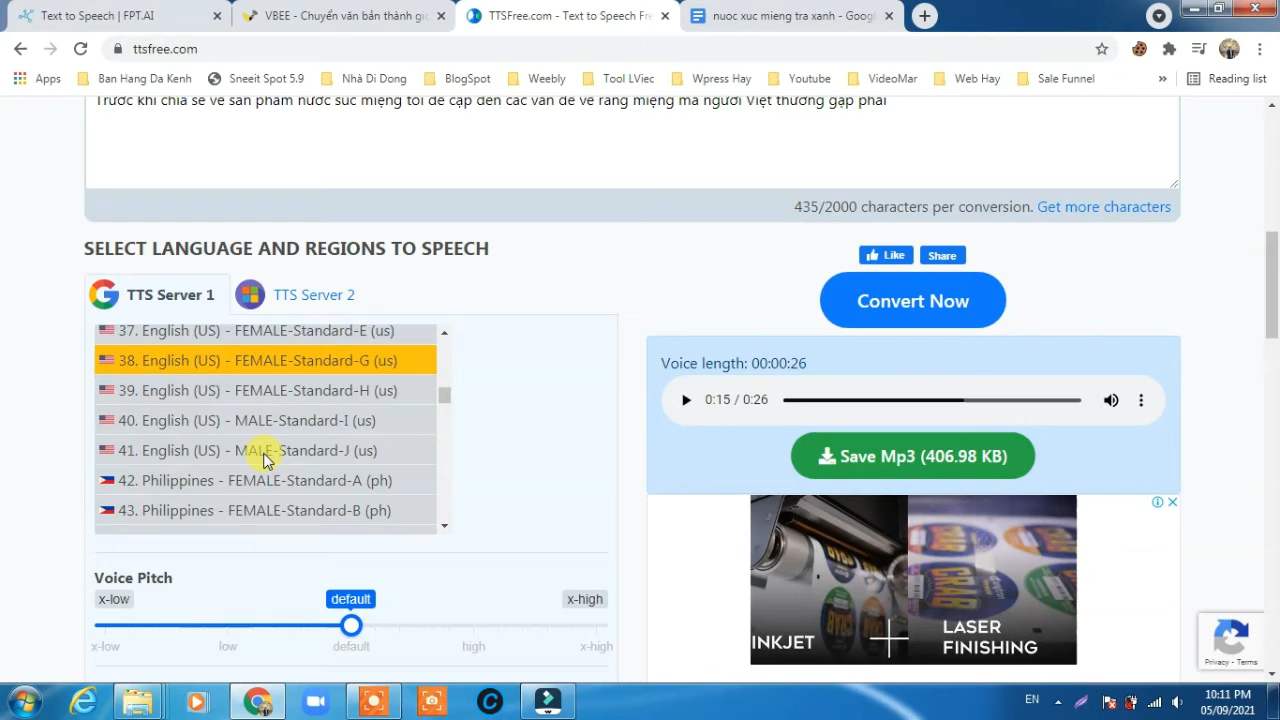 Text to Speech | FPT.AI
VBEE - Chuyển văn bản thành gi
TTSFree.com - Text to Speech Fre
nuoc xuc mieng tra xanh - Googl
ttsfree.com
Apps
Ban Hang Da Kenh
Sneeit Spot 5.9
Nhà Di Dong
BlogSpot
Weebly
Tool LViec
Wpress Hay
Youtube
VideoMar
Web Hay
Sale Funnel
»
Reading list
Trước khi chia sẻ về sản phẩm nước súc miệng tôi đề cập đến các vấn đề về răng miệng mà người Việt thường gặp phải
435/2000 characters per conversion. Get more characters
SELECT LANGUAGE AND REGIONS TO SPEECH
Like
Share
TTS Server 1
TTS Server 2
Convert Now
37. English (US) - FEMALE-Standard-E (us)
38. English (US) - FEMALE-Standard-G (us)
39. English (US) - FEMALE-Standard-H (us)
40. English (US) - MALE-Standard-I (us)
41. English (US) - MALE-Standard-J (us)
42. Philippines - FEMALE-Standard-A (ph)
43. Philippines - FEMALE-Standard-B (ph)
Voice length: 00:00:26
0:15 / 0:26
Save Mp3 (406.98 KB)
Voice Pitch
x-low
default
x-high
x-low
low
default
high
x-high
CRAB
INKJET
LASER
FINISHING
Privacy - Terms
EN
10:11 PM
05/09/2021